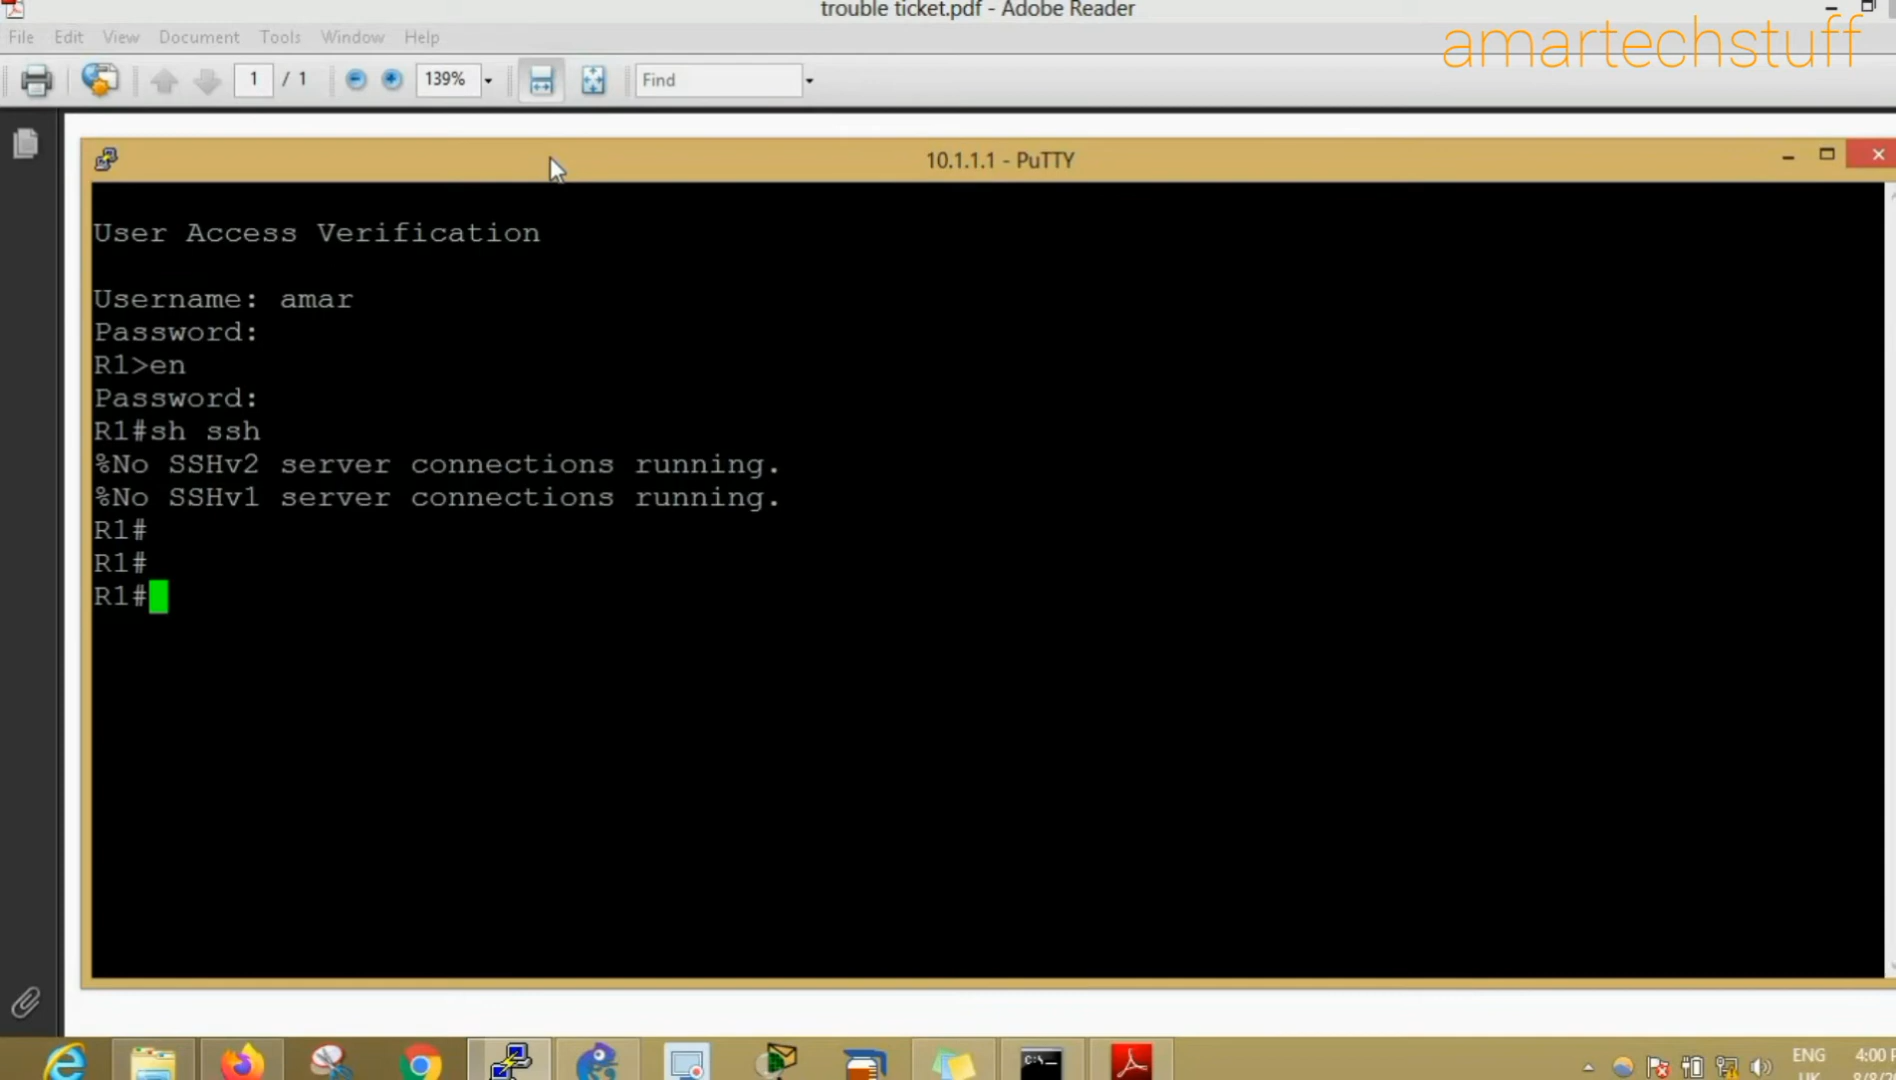 trouble ticket.pdf - Adobe Reader
File Edit View Document Tools Window Help
amartechstuff
1 / 1 139% Find
10.1.1.1 - PuTTY
User Access Verification
Username: amar
Password:
R1>en
Password:
R1#sh ssh
%No SSHv2 server connections running.
%No SSHv1 server connections running.
R1#
R1#
R1#
C:\
ENG 4:00